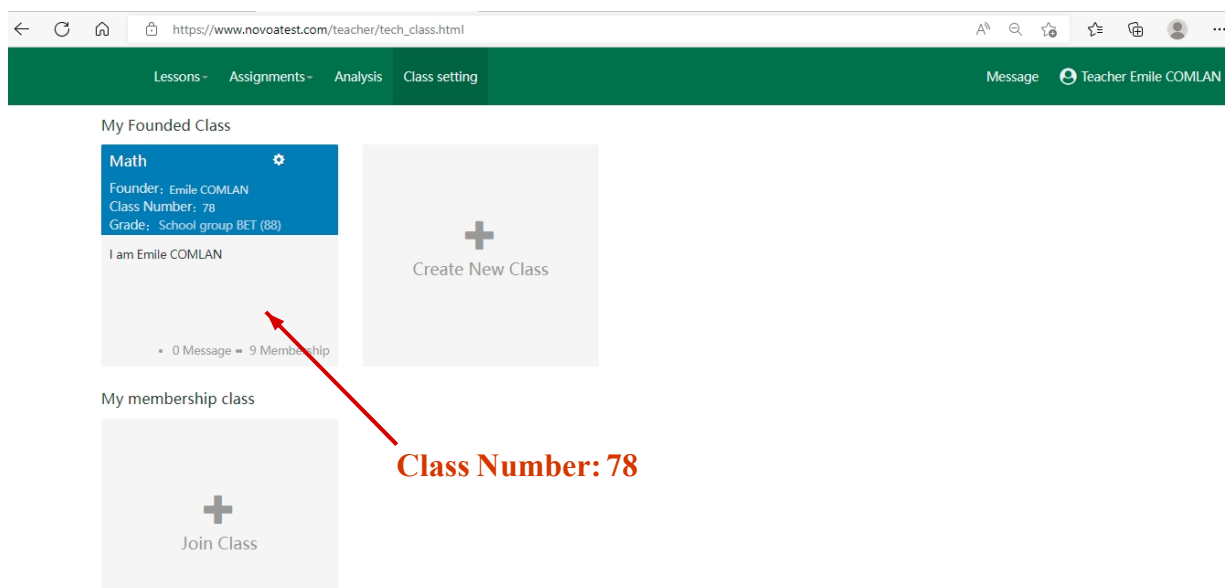 https://www.novoatest.com/teacher/tech_class.html
Lessons Assignments Analysis Class setting Message Teacher Emile COMLAN
My Founded Class
Math
Founder: Emile COMLAN
Class Number: 78
Grade: School group BET (88)
I am Emile COMLAN
0 Message 9 Membership
Create New Class
My membership class
Class Number: 78
Join Class